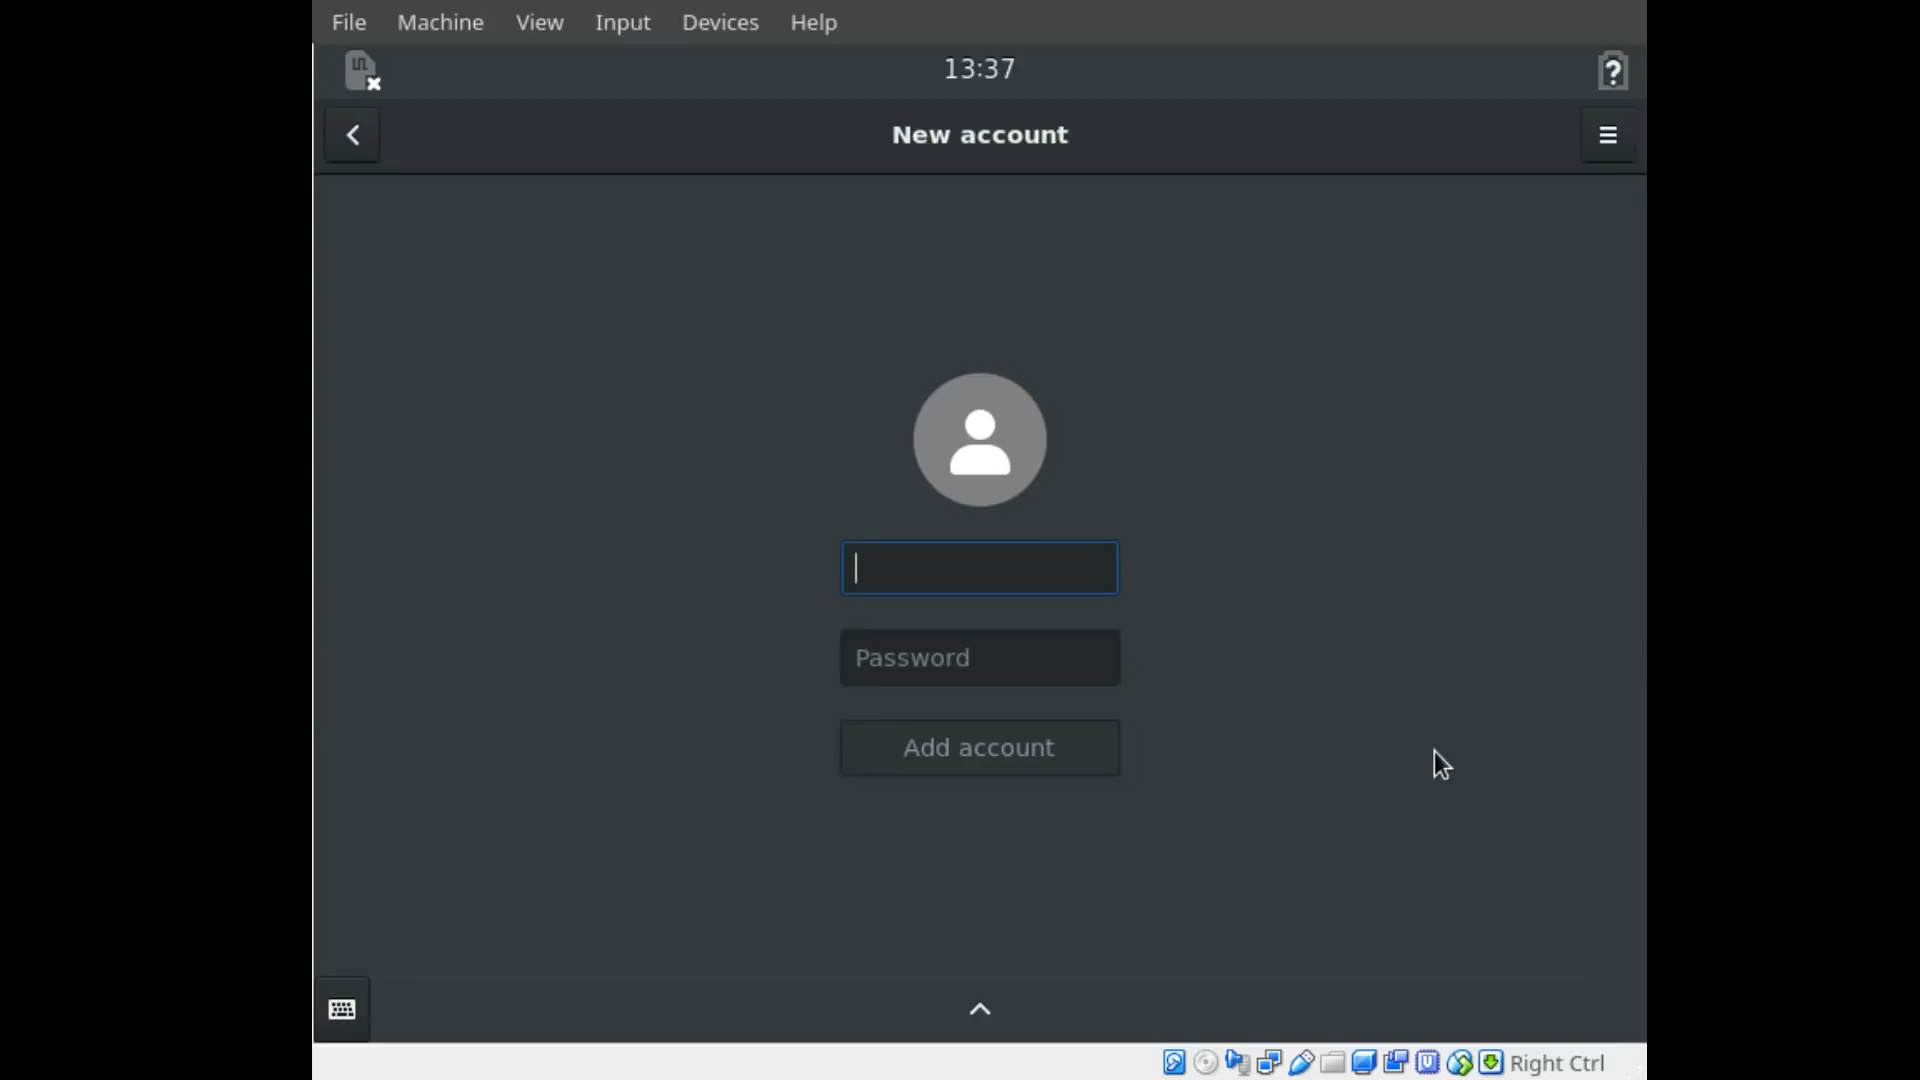 File Machine View Input Devices Help
13:37
New account
Password
Add account
Right Ctrl